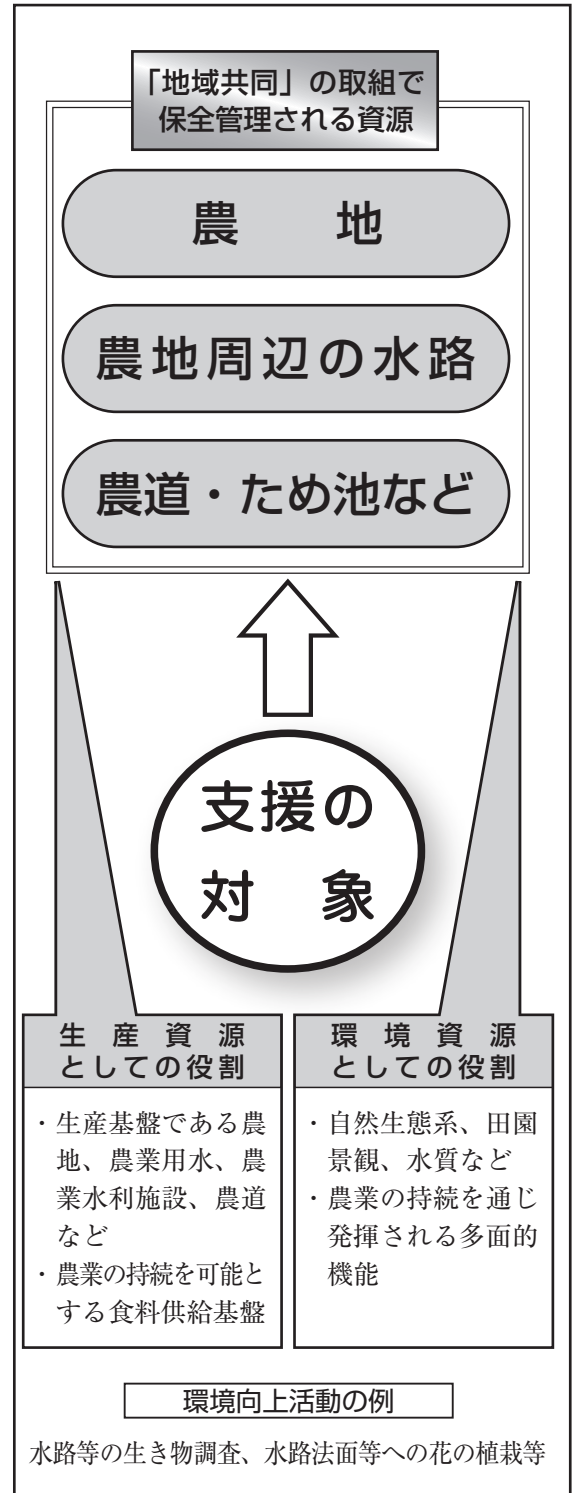 「地域共同」の取組で
保全管理される資源
農　地
農地周辺の水路
農道・ため池など
支援の
対　象
生産資源
としての役割
・生産基盤である農
地、農業用水、農
業水利施設、農道
など
・農業の持続を可能と
する食料供給基盤
環境資源
としての役割
・自然生態系、田園
景観、水質など
・農業の持続を通じ
発揮される多面的
機能
環境向上活動の例
水路等の生き物調査、水路法面等への花の植栽等